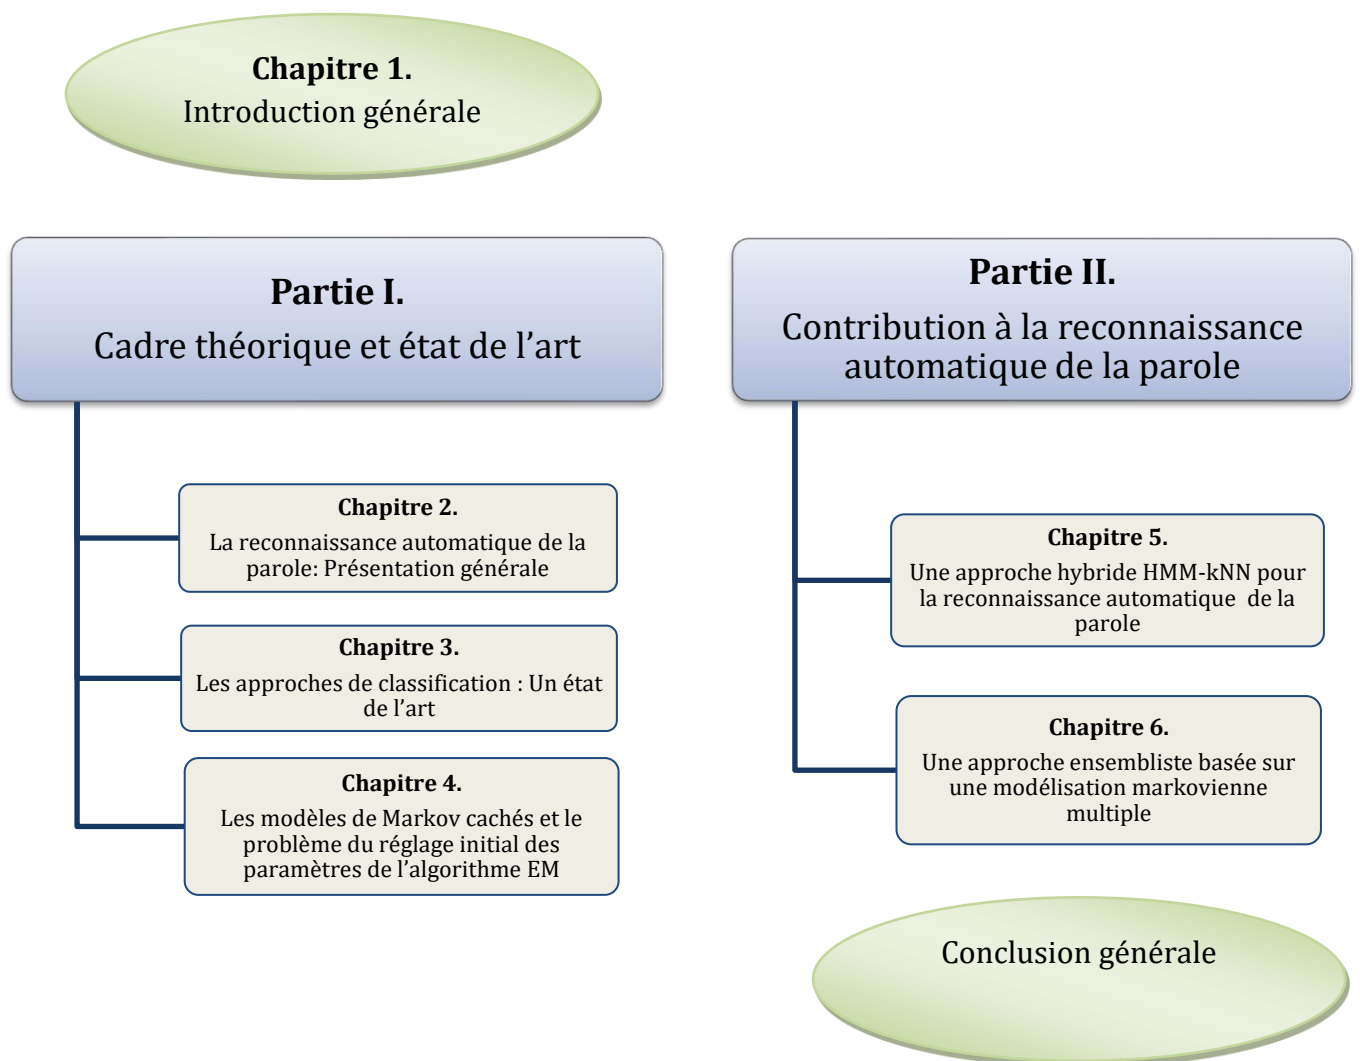 Chapitre 1.
Introduction générale
Partie I.
Cadre théorique et état de l’art
Chapitre 2.
La reconnaissance automatique de la
parole: Présentation générale
Chapitre 3.
Les approches de classification : Un état
de l’art
Chapitre 4.
Les modèles de Markov cachés et le
problème du réglage initial des
paramètres de l’algorithme EM
Partie II.
Contribution à la reconnaissance
automatique de la parole
Chapitre 5.
Une approche hybride HMM-kNN pour
la reconnaissance automatique de la
parole
Chapitre 6.
Une approche ensembliste basée sur
une modélisation markovienne
multiple
Conclusion générale